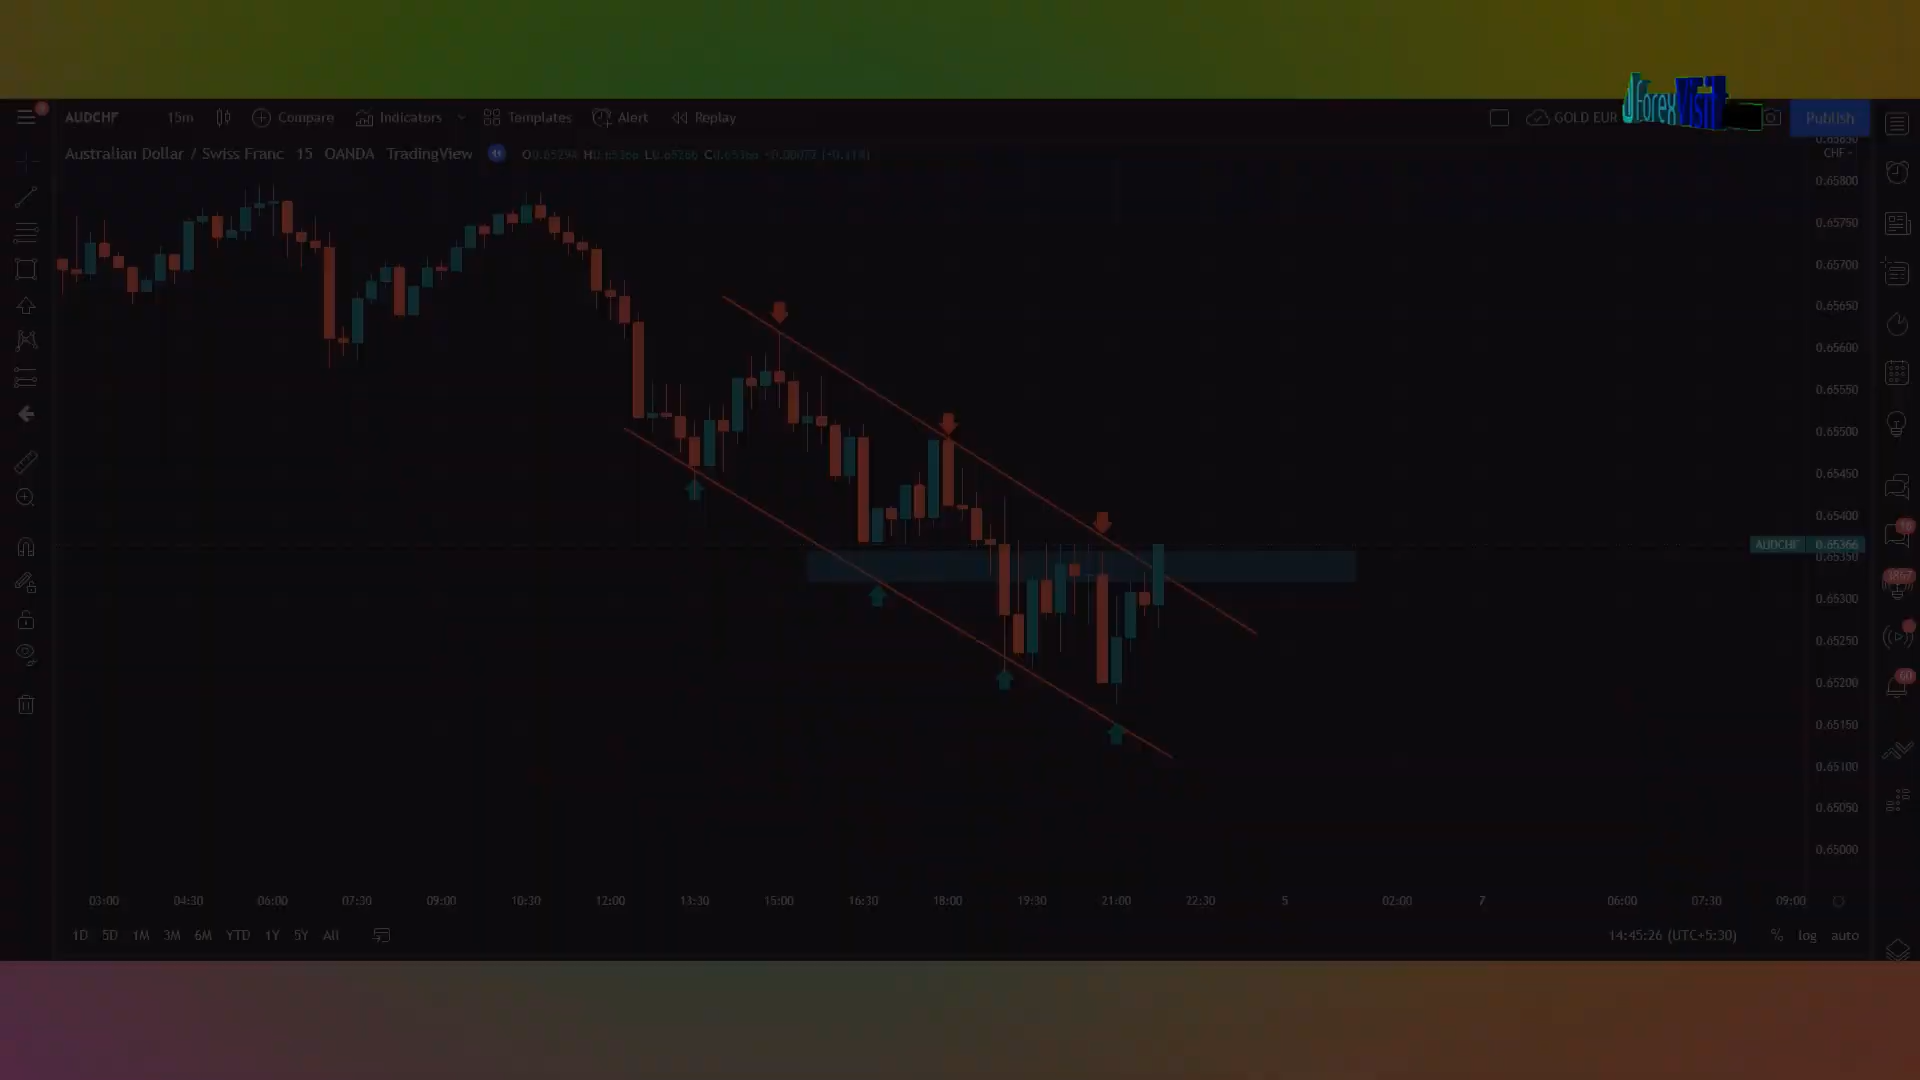 AUDCHF 15m Compare Indicators Templates Alert Replay GOLD EUR Publish
Forex Visit
Australian Dollar / Swiss Franc 15 OANDA TradingView
CHF
0.65800
0.65750
0.65700
0.65650
0.65600
0.65550
0.65500
0.65450
0.65400
AUDCHF 0.65366
0.65350
0.65300
0.65250
0.65200
0.65150
0.65100
0.65050
0.65000
03:00 04:30 06:00 07:30 09:00 10:30 12:00 13:30 15:00 16:30 18:00 19:30 21:00 22:30 5 02:00 7 06:00 07:30 09:00
1D 5D 1M 3M 6M YTD 1Y 5Y All 14:45:26 (UTC+5:30) % log auto